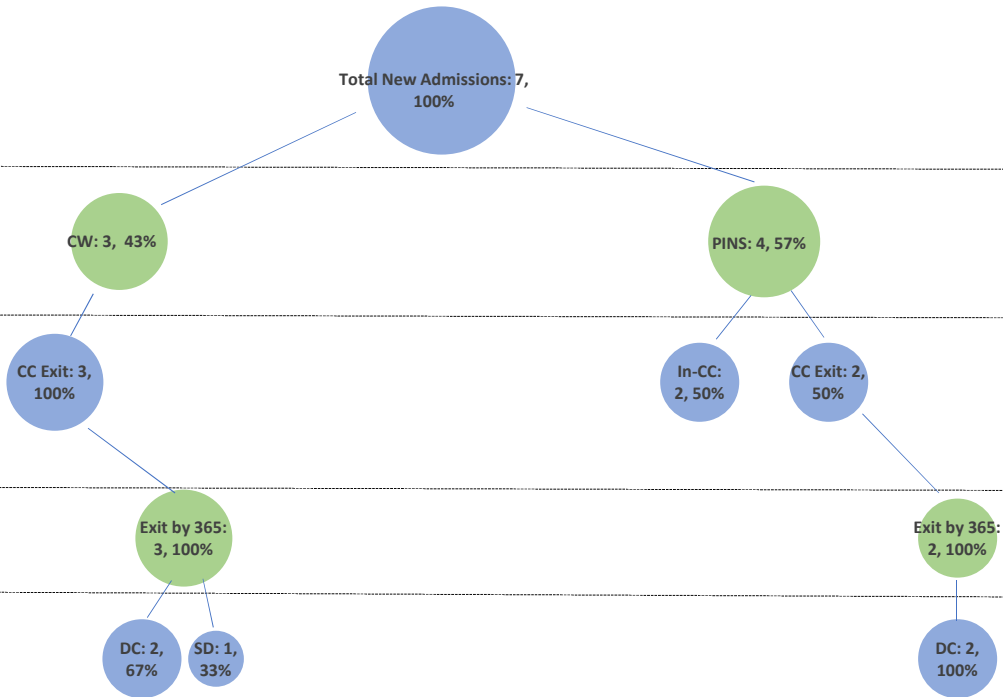 Total New Admissions: 7,
100%
CW: 3,  43%
PINS: 4, 57%
CC Exit: 3,
100%
In-CC:
2, 50%
CC Exit: 2,
50%
Exit by 365:
3, 100%
Exit by 365:
2, 100%
DC: 2,
67%
SD: 1,
33%
DC: 2,
100%